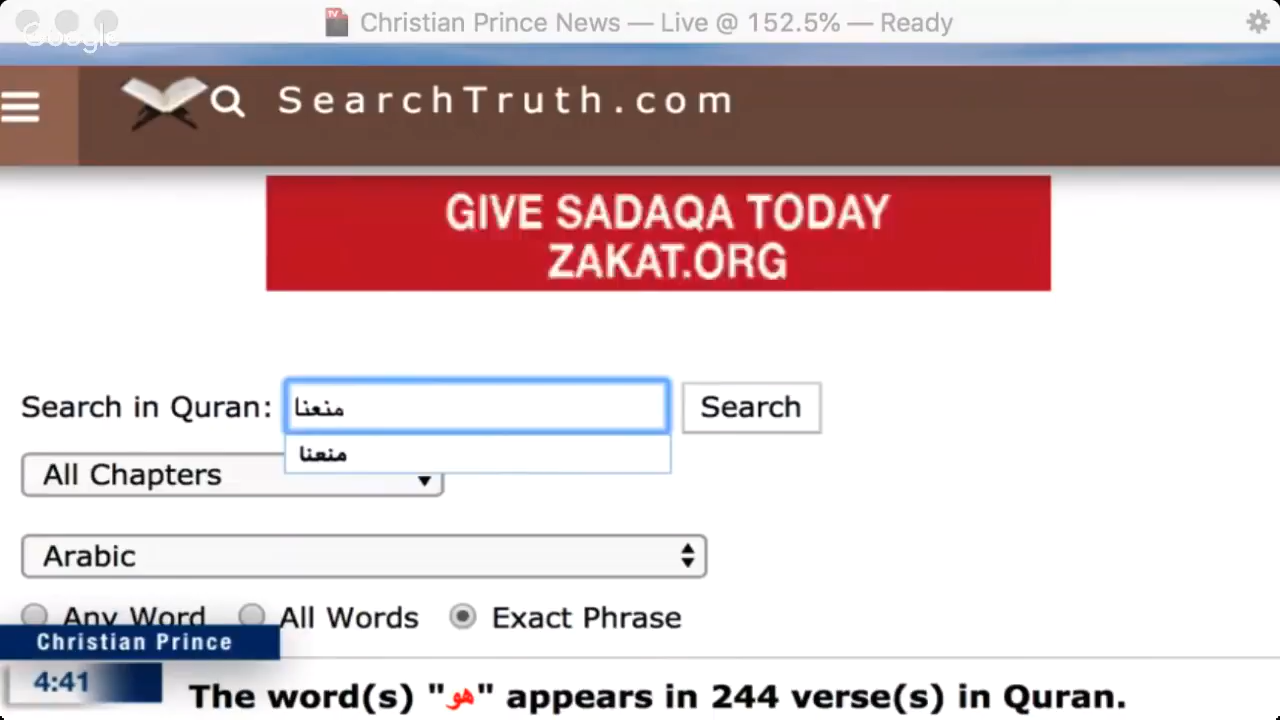 Christian Prince News — Live @ 152.5% — Ready
Google
SearchTruth.com
GIVE SADAQA TODAY
ZAKAT.ORG
Search in Quran: منعنا Search
منعنا
All Chapters
Arabic
Any Word All Words Exact Phrase
Christian Prince
4:41
The word(s) "هو" appears in 244 verse(s) in Quran.